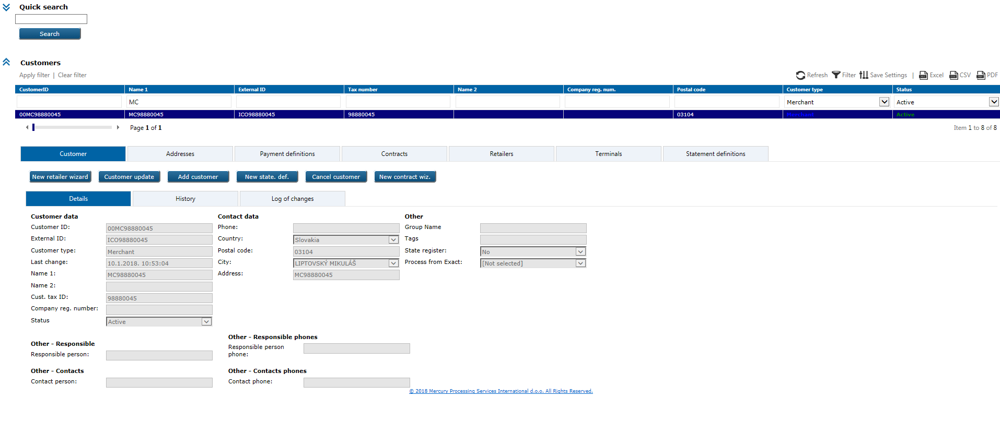 Quick search
Search
Customers
Apply filter | Clear filter
Refresh Filter Save Settings | Excel CSV PDF
CustomerID Name 1 External ID Tax number Name 2 Company reg. num. Postal code Customer type Status
MC Merchant Active
00MC98880045 MC98880045 ICO98880045 98880045 03104 Merchant Active
Page 1 of 1 Item 1 to 8 of 8
Customer Addresses Payment definitions Contracts Retailers Terminals Statement definitions
New retailer wizard Customer update Add customer New state. def. Cancel customer New contract wiz.
Details History Log of changes
Customer data Contact data Other
Customer ID: 00MC98880045 Phone: Group Name
External ID: ICO98880045 Country: Slovakia Tags
Customer type: Merchant Postal code: 03104 State register: No
Last change: 10.1.2018. 10:53:04 City: LIPTOVSKÝ MIKULÁŠ Process from Exact: [Not selected]
Name 1: MC98880045 Address: MC98880045
Name 2:
Cust. tax ID: 98880045
Company reg. number:
Status Active
Other - Responsible phones
Other - Responsible
Responsible person
phone:
Responsible person:
Other - Contacts Other - Contacts phones
Contact person: Contact phone:
© 2018 Mercury Processing Services International d.o.o. All Rights Reserved.